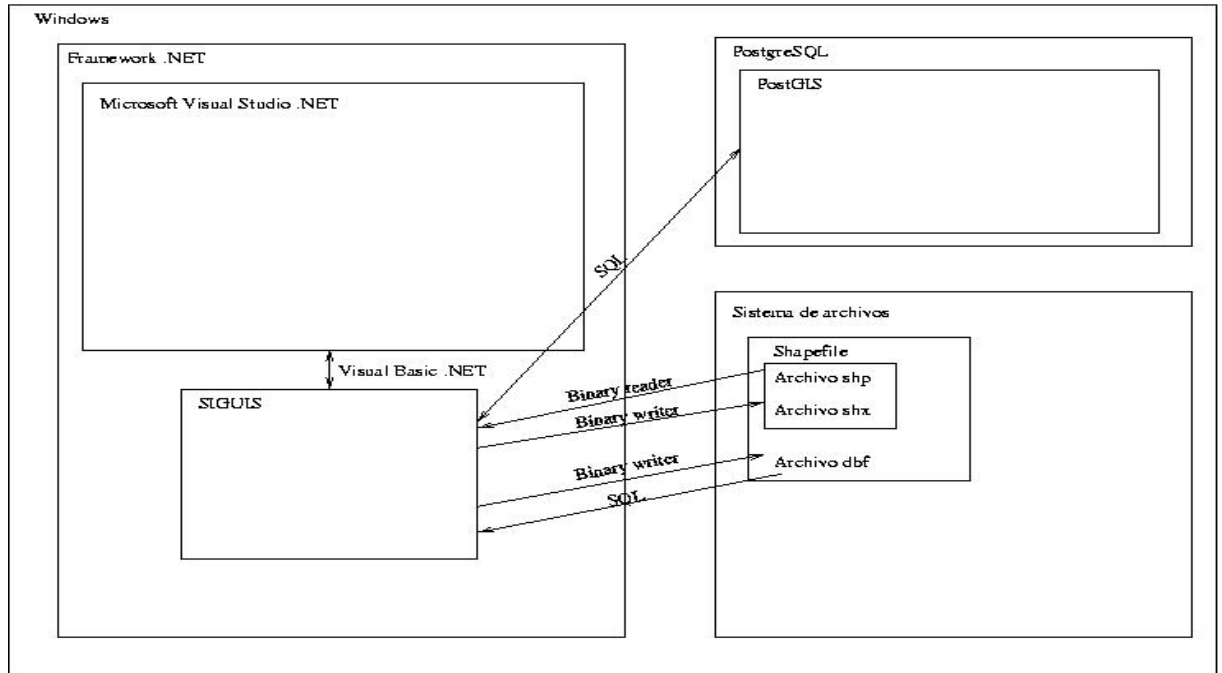 Windows
Framework .NET
Microsoft Visual Studio .NET
PostgreSQL
PostGIS
SQL
Visual Basic .NET
SIGUIS
Sistema de archivos
Shapefile
Archivo shp
Archivo shx
Archivo dbf
Binary reader
Binary writer
Binary writer
SQL